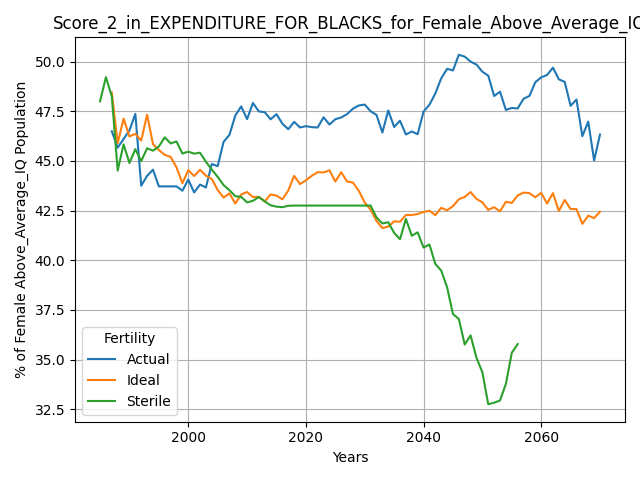 Score_2_in_EXPENDITURE_FOR_BLACKS_for_Female_Above_Average_IQ
% of Female Above_Average_IQ Population
50.0
47.5
45.0
42.5
40.0
37.5
35.0
32.5
Fertility
Actual
Ideal
Sterile
2000 2020 2040 2060
Years